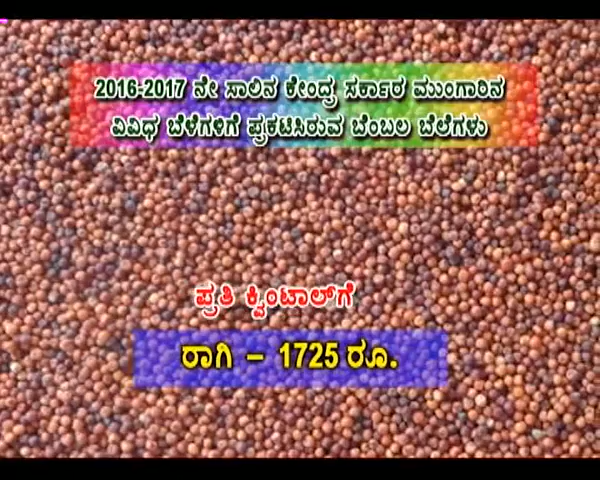 2016-2017 ನೇ ಸಾಲಿನ ಕೇಂದ್ರ ಸರ್ಕಾರ ಮುಂಗಾರಿನ
ವಿವಿಧ ಬೆಳೆಗಳಿಗೆ ಪ್ರಕಟಿಸಿರುವ ಬೆಂಬಲ ಬೆಲೆಗಳು
ಪ್ರತಿ ಕ್ವಿಂಟಾಲ್‌ಗೆ
ರಾಗಿ – 1725 ರೂ.